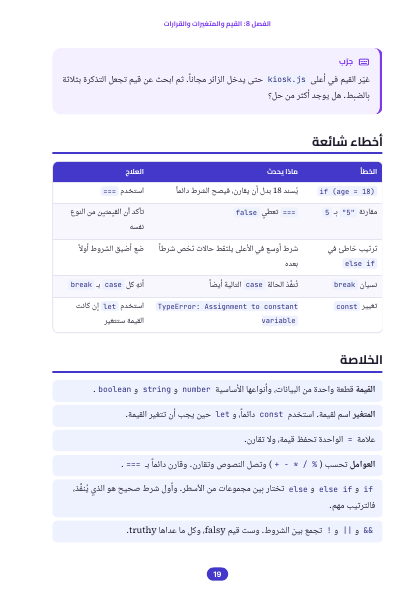 الفصل 8: القيم والمتغيرات والقرارات
جرّب
غيّر القيم في أعلى kiosk.js حتى يدخل الزائر مجاناً. ثم ابحث عن قيم تجعل التذكرة بثلاثة
بالضبط. هل يوجد أكثر من حل؟
أخطاء شائعة
الخطأ ماذا يحدث العلاج
if (age = 18) يُسند 18 بدل أن يقارن، فيصح الشرط دائماً استخدم ===
مقارنة "5" بـ 5 === تعطي false تأكد أن القيمتين من النوع
نفسه
ترتيب خاطئ في شرط أوسع في الأعلى يلتقط حالات تخص شرطاً ضع أضيق الشروط أولاً
else if بعده
نسيان break تُنفَّذ الحالة case التالية أيضاً أنهِ كل case بـ break
تغيير const TypeError: Assignment to constant استخدم let إن كانت
variable القيمة ستتغير
الخلاصة
القيمة قطعة واحدة من البيانات، وأنواعها الأساسية number و string و boolean.
المتغير اسم لقيمة. استخدم const دائماً، و let حين يجب أن تتغير القيمة.
علامة = الواحدة تحفظ قيمة، ولا تقارن.
العوامل تحسب (+ - * / %) وتصل النصوص وتقارن. وقارن دائماً بـ ===.
if و else if و else تختار بين مجموعات من الأسطر. وأول شرط صحيح هو الذي يُنفَّذ،
فالترتيب مهم.
&& و || و ! تجمع بين الشروط. وست قيم falsy، وكل ما عداها truthy.
19